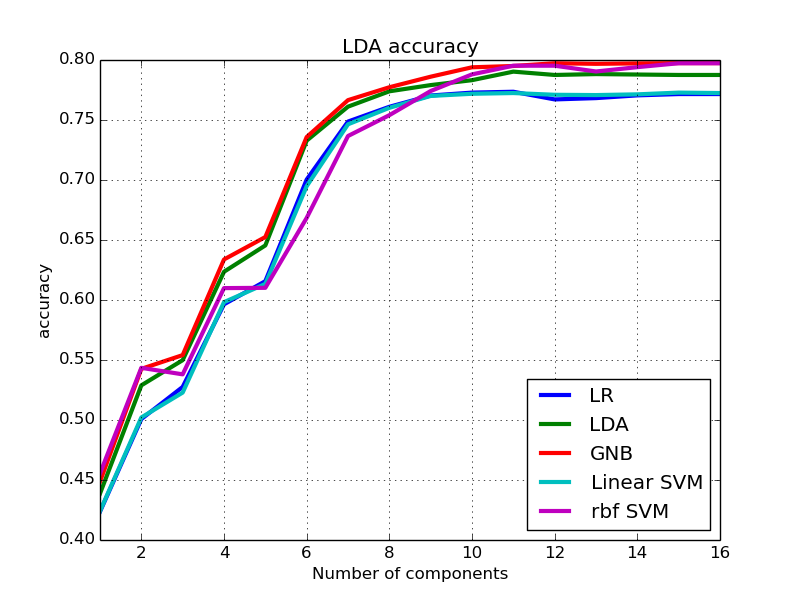 LDA accuracy
0.80
0.75
0.70
0.65
0.60
0.55
0.50
0.45
0.40
accuracy
LR
LDA
GNB
Linear SVM
rbf SVM
2 4 6 8 10 12 14 16
Number of components